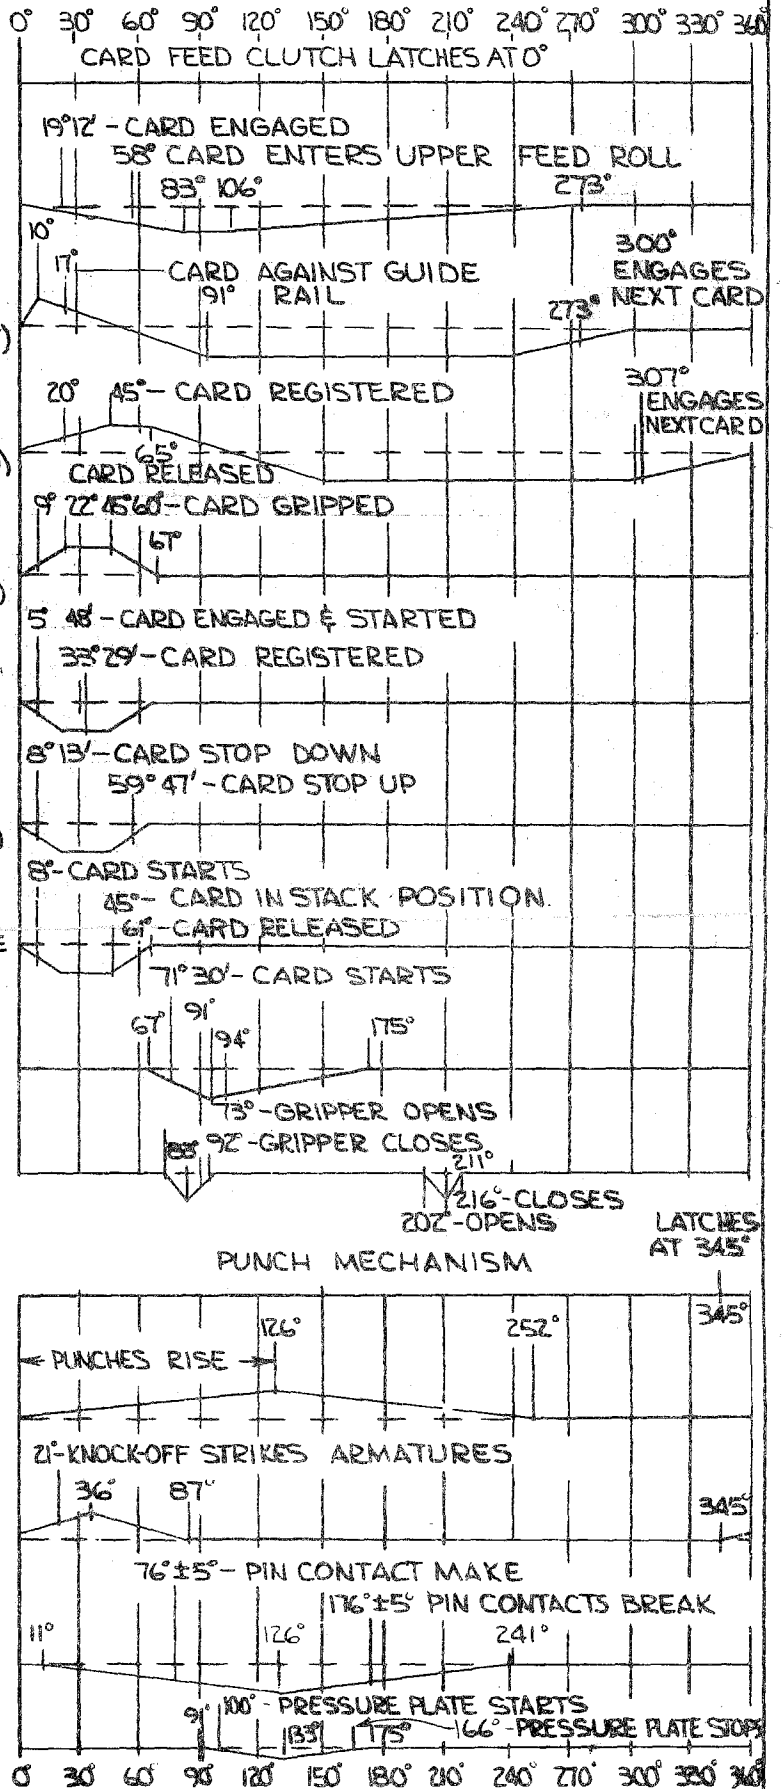 0° 30° 60° 90° 120° 150° 180° 210° 240° 270° 300° 330° 360°
CARD FEED CLUTCH LATCHES AT 0°
19°12' - CARD ENGAGED
58° CARD ENTERS UPPER FEED ROLL
83° 106° 273°
10°
17° CARD AGAINST GUIDE
91° RAIL
300°
ENGAGES
NEXT CARD
273°
20° 45° - CARD REGISTERED
307°
ENGAGES
NEXT CARD
65°
CARD RELEASED
9° 22° 45° 60° - CARD GRIPPED
67°
5° 48' - CARD ENGAGED & STARTED
33° 29' - CARD REGISTERED
8° 13' - CARD STOP DOWN
59° 47' - CARD STOP UP
8° - CARD STARTS
45° - CARD IN STACK POSITION.
61° - CARD RELEASED
71° 30' - CARD STARTS
67° 91° 94° 175°
73° - GRIPPER OPENS
88° 92° - GRIPPER CLOSES
211°
216° - CLOSES
202° - OPENS
LATCHES
AT 345°
PUNCH MECHANISM
345°
126° 252°
← PUNCHES RISE →
21° - KNOCK-OFF STRIKES ARMATURES
36° 87° 345°
76° ±5° - PIN CONTACT MAKE
176° ±5° PIN CONTACTS BREAK
11° 126° 241°
91° 100° - PRESSURE PLATE STARTS
133° 175° 166° - PRESSURE PLATE STOPS
0° 30° 60° 90° 120° 150° 180° 210° 240° 270° 300° 330° 360°